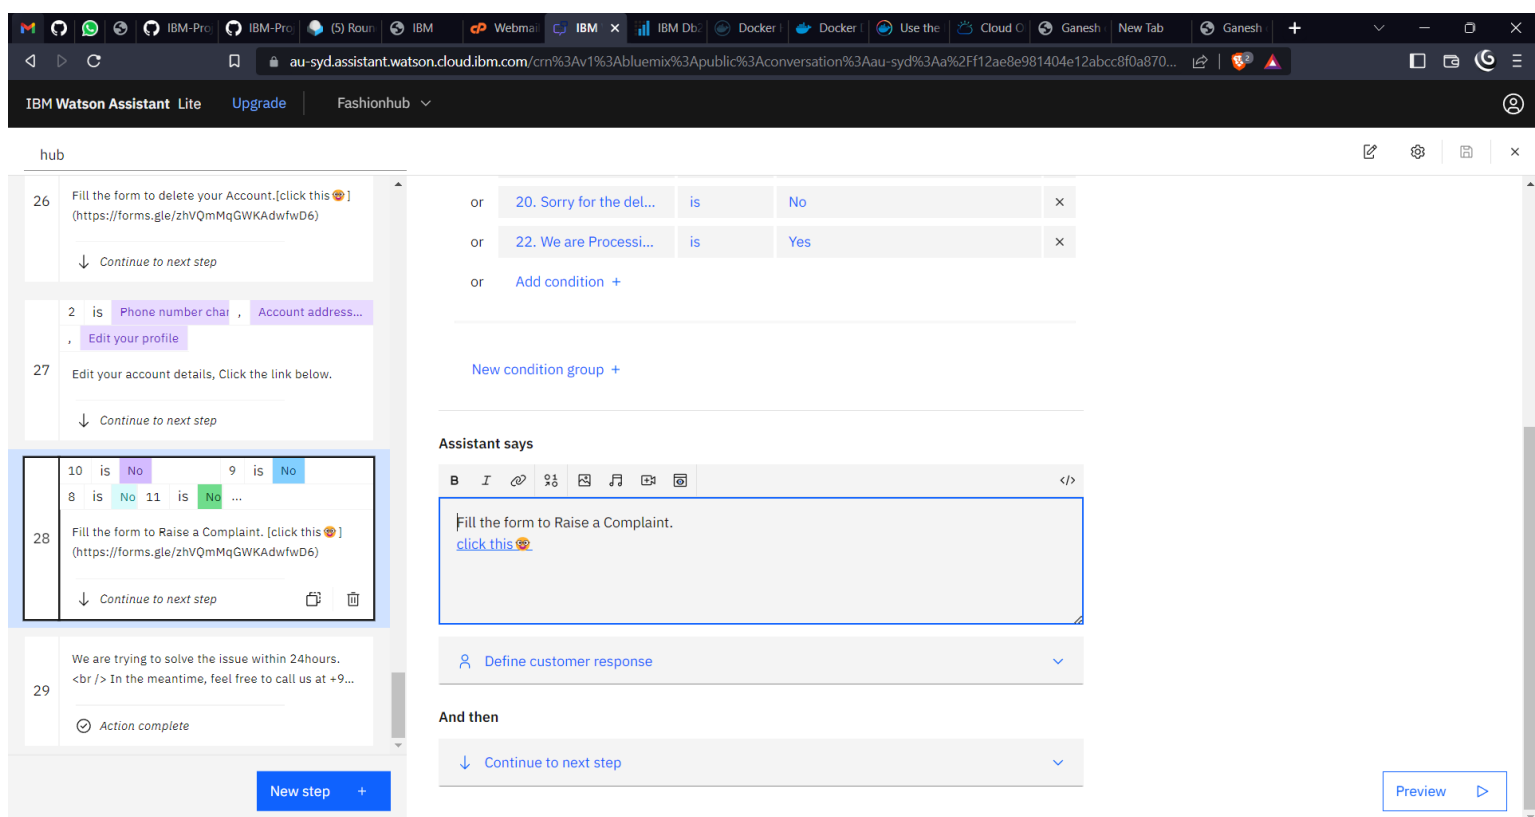 IBM-Pro
IBM-Pro
(5) Roun
IBM
Webmai
IBM
IBM Db2
Docker
Docker
Use the
Cloud O
Ganesh
New Tab
Ganesh
au-syd.assistant.watson.cloud.ibm.com/crn%3Av1%3Abluemix%3Apublic%3Aconversation%3Aau-syd%3Aa%2Ff12ae8e981404e12abcc8f0a870...
2
IBM Watson Assistant Lite
Upgrade
Fashionhub
hub
26
Fill the form to delete your Account.[click this🤓]
(https://forms.gle/zhVQmMqGWKAdwfwD6)
Continue to next step
27
2 is Phone number char , Account address...
, Edit your profile
Edit your account details, Click the link below.
Continue to next step
28
10 is No 9 is No
8 is No 11 is No ...
Fill the form to Raise a Complaint. [click this🤓]
(https://forms.gle/zhVQmMqGWKAdwfwD6)
Continue to next step
29
We are trying to solve the issue within 24hours.
<br /> In the meantime, feel free to call us at +9...
Action complete
New step +
or 20. Sorry for the del... is No
or 22. We are Processi... is Yes
or Add condition +
New condition group +
Assistant says
B I
</>
Fill the form to Raise a Complaint.
click this🤓
Define customer response
And then
Continue to next step
Preview